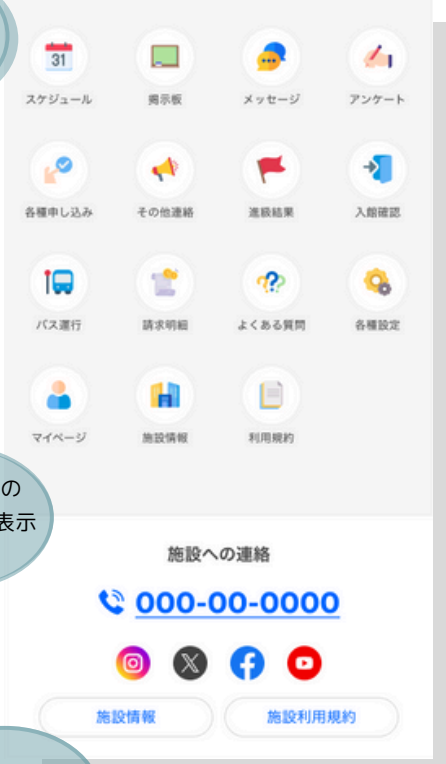 31
スケジュール 掲示板 メッセージ アンケート
各種申し込み その他連絡 進級結果 入館確認
バス運行 請求明細 よくある質問 各種設定
マイページ 施設情報 利用規約
の
表示
施設への連絡
000-00-0000
施設情報 施設利用規約